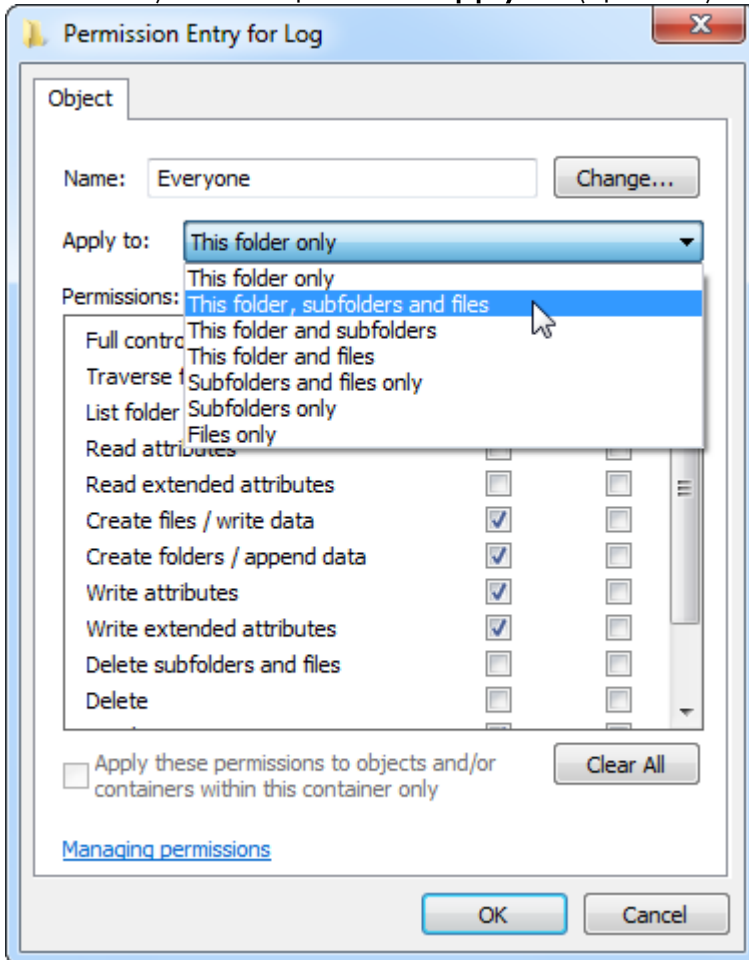 Permission Entry for Log
Object
Name: Everyone Change...
Apply to: This folder only
This folder only
Permissions: This folder, subfolders and files
Full contro This folder and subfolders
This folder and files
Traverse f Subfolders and files only
List folder Subfolders only
Files only
Read attributes
Read extended attributes
Create files / write data
Create folders / append data
Write attributes
Write extended attributes
Delete subfolders and files
Delete
Apply these permissions to objects and/or
containers within this container only
Clear All
Managing permissions
OK Cancel